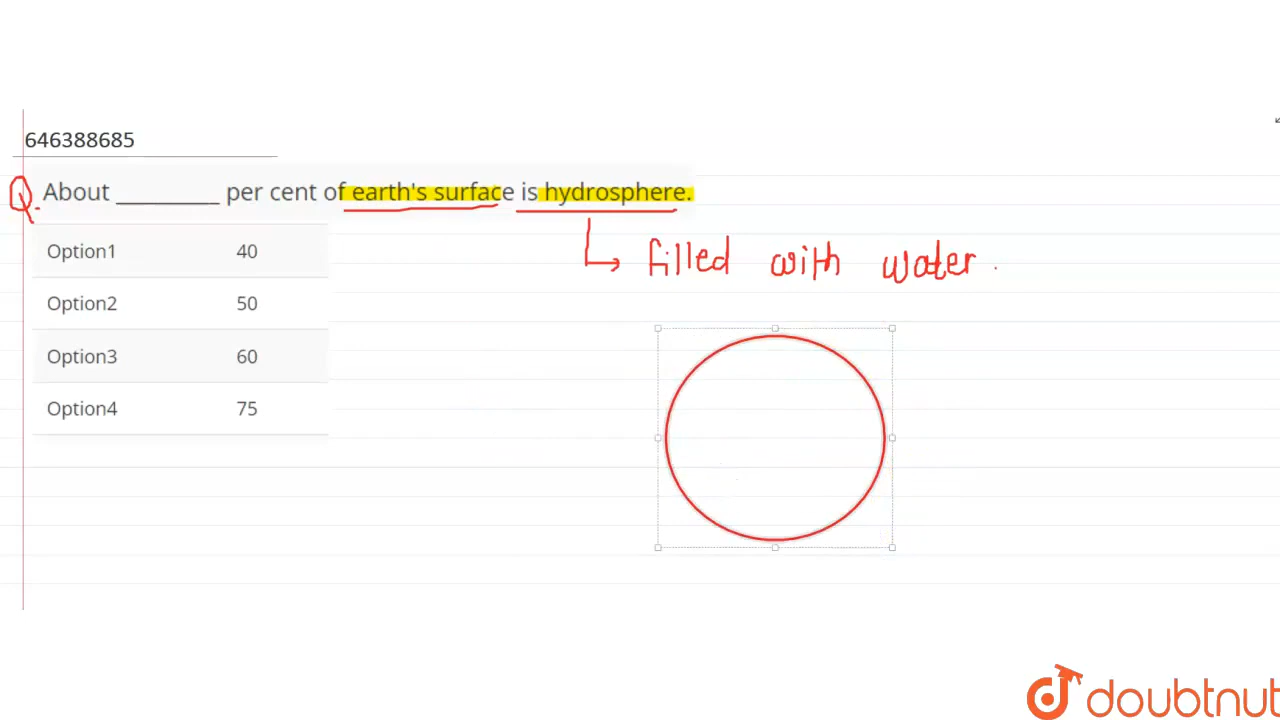 646388685
Q. About _________ per cent of earth's surface is hydrosphere.
Option1 40
filled with water.
Option2 50
Option3 60
Option4 75
doubtnut